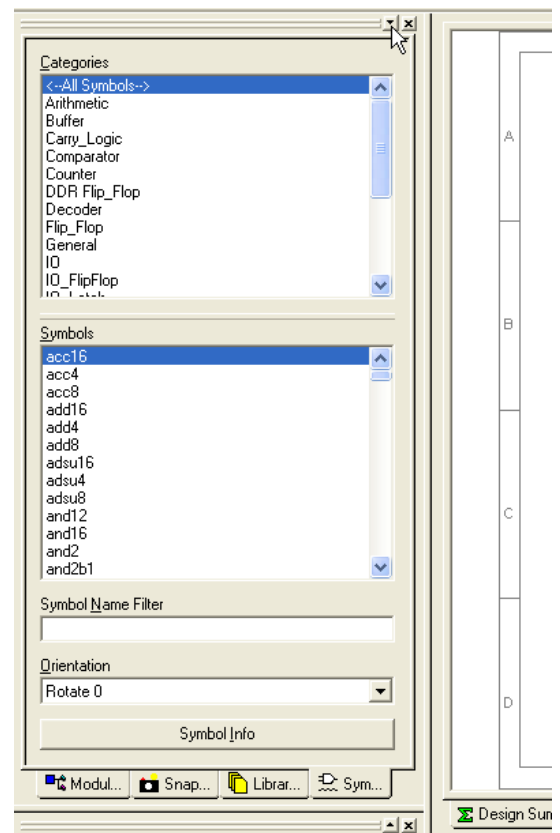 Categories
<--All Symbols-->
Arithmetic
Buffer
Carry_Logic
Comparator
Counter
DDR Flip_Flop
Decoder
Flip_Flop
General
IO
IO_FlipFlop
Symbols
acc16
acc4
acc8
add16
add4
add8
adsu16
adsu4
adsu8
and12
and16
and2
and2b1
Symbol Name Filter
Orientation
Rotate 0
Symbol Info
Modul... Snap... Librar... Sym...
A
B
C
D
Design Sum